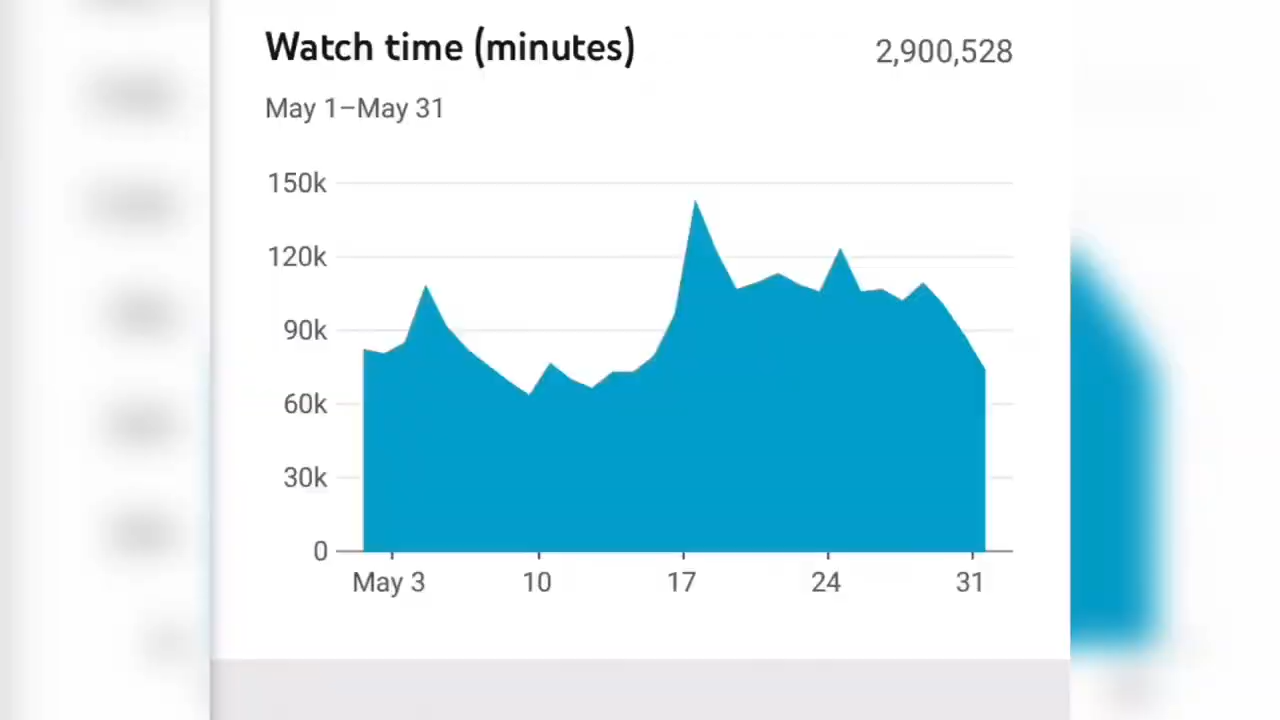 Watch time (minutes)
2,900,528
May 1–May 31
150k
120k
90k
60k
30k
0
May 3
10
17
24
31